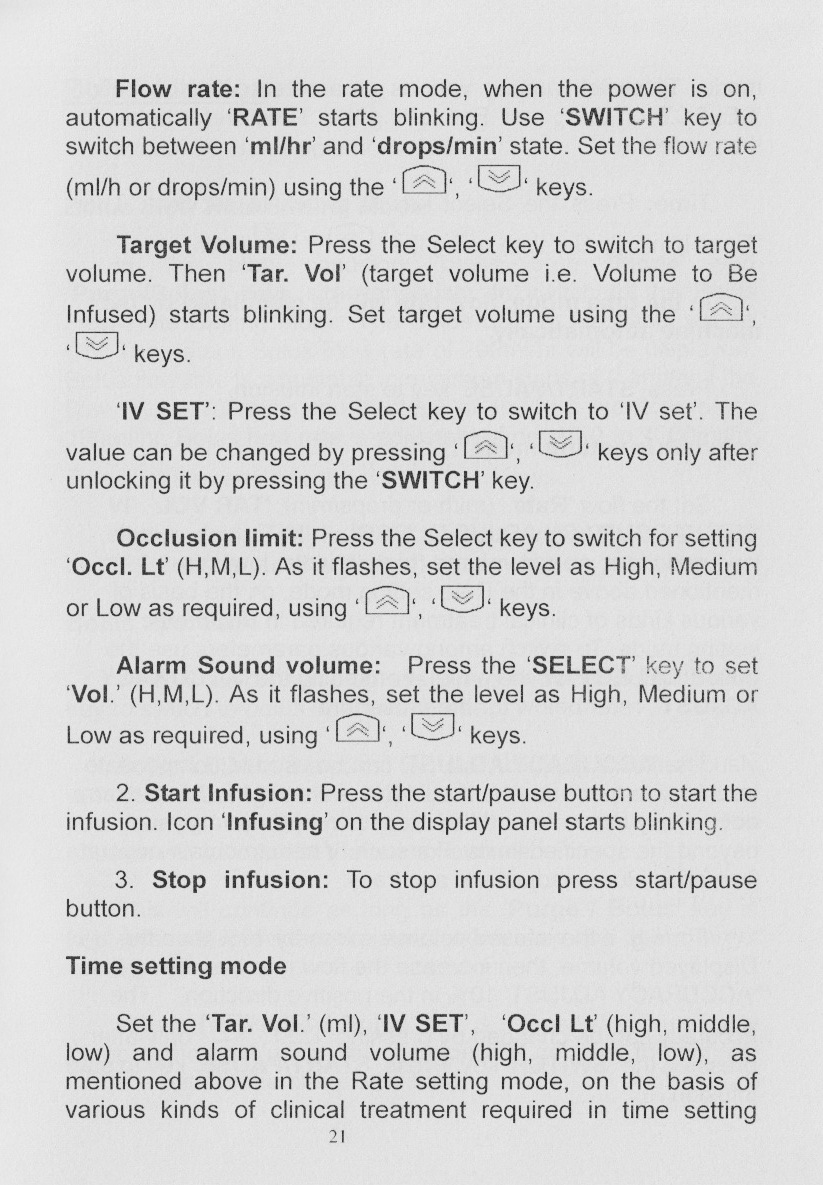 Flow rate: In the rate mode, when the power is on,
automatically ‘RATE’ starts blinking. Use ‘SWITCH’ key to
switch between ‘ml/hr’ and ‘drops/min’ state. Set the flow rate
(ml/h or drops/min) using the ‘ ‘, ‘ ‘ keys.
Target Volume: Press the Select key to switch to target
volume. Then ‘Tar. Vol’ (target volume i.e. Volume to Be
Infused) starts blinking. Set target volume using the ‘ ‘,
‘ ‘ keys.
‘IV SET’: Press the Select key to switch to ‘IV set’. The
value can be changed by pressing ‘ ‘, ‘ ‘ keys only after
unlocking it by pressing the ‘SWITCH’ key.
Occlusion limit: Press the Select key to switch for setting
‘Occl. Lt’ (H,M,L). As it flashes, set the level as High, Medium
or Low as required, using ‘ ‘, ‘ ‘ keys.
Alarm Sound volume: Press the ‘SELECT’ key to set
‘Vol.’ (H,M,L). As it flashes, set the level as High, Medium or
Low as required, using ‘ ‘, ‘ ‘ keys.
2. Start Infusion: Press the start/pause button to start the
infusion. Icon ‘Infusing’ on the display panel starts blinking.
3. Stop infusion: To stop infusion press start/pause
button.
Time setting mode
Set the ‘Tar. Vol.’ (ml), ‘IV SET’, ‘Occl Lt’ (high, middle,
low) and alarm sound volume (high, middle, low), as
mentioned above in the Rate setting mode, on the basis of
various kinds of clinical treatment required in time setting
21